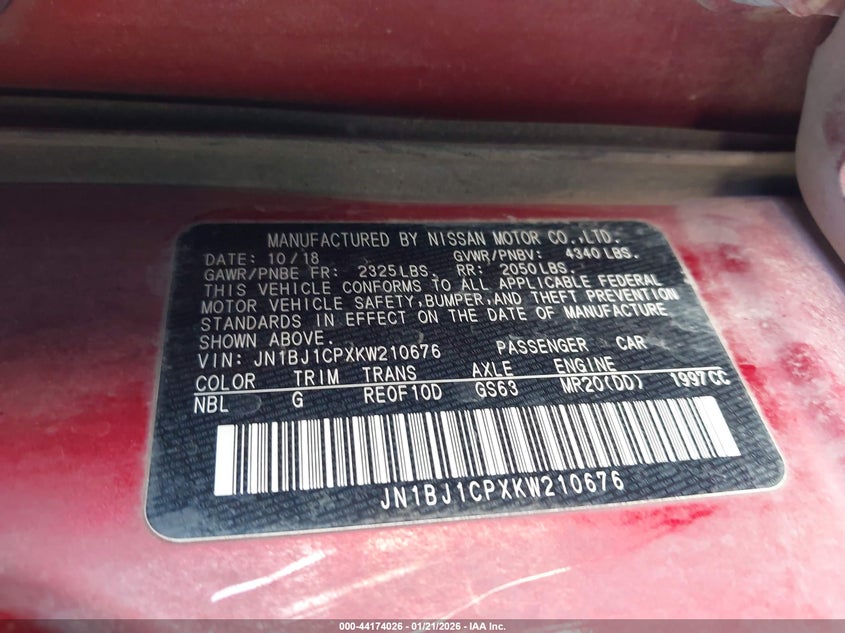 MANUFACTURED BY NISSAN MOTOR CO.,LTD.
DATE: 10/18 GVWR/PNBV: 4340 LBS.
GAWR/PNBE FR: 2325 LBS. RR: 2050 LBS.
THIS VEHICLE CONFORMS TO ALL APPLICABLE FEDERAL
MOTOR VEHICLE SAFETY, BUMPER, AND THEFT PREVENTION
STANDARDS IN EFFECT ON THE DATE OF MANUFACTURE
SHOWN ABOVE.
VIN: JN1BJ1CPXKW210676 PASSENGER CAR
COLOR TRIM TRANS AXLE ENGINE
NBL G RE0F10D GS63 MR20(DD) 1997CC
JN1BJ1CPXKW210676
000-44174026 - 01/21/2026 - IAA Inc.